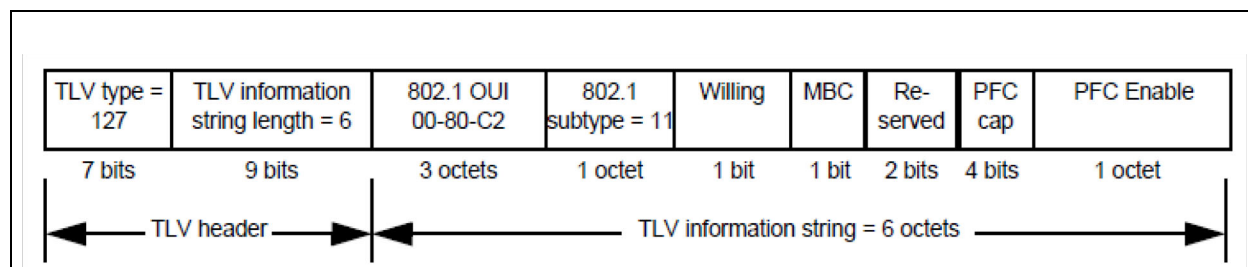 TLV type =
127
TLV information
string length = 6
802.1 OUI
00-80-C2
802.1
subtype = 11
Willing
MBC
Re-
served
PFC
cap
PFC Enable
7 bits
9 bits
3 octets
1 octet
1 bit
1 bit
2 bits
4 bits
1 octet
TLV header
TLV information string = 6 octets